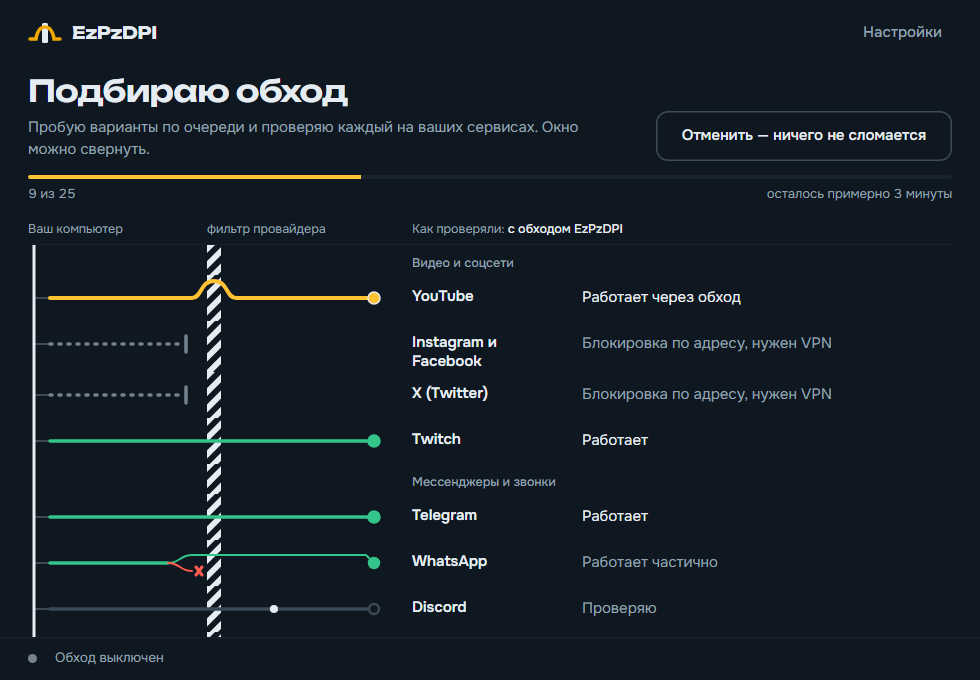 EzPzDPI
Настройки
Подбираю обход
Пробую варианты по очереди и проверяю каждый на ваших сервисах. Окно
можно свернуть.
Отменить — ничего не сломается
9 из 25
осталось примерно 3 минуты
Ваш компьютер
фильтр провайдера
Как проверяли: с обходом EzPzDPI
Видео и соцсети
YouTube
Работает через обход
Instagram и
Facebook
Блокировка по адресу, нужен VPN
X (Twitter)
Блокировка по адресу, нужен VPN
Twitch
Работает
Мессенджеры и звонки
Telegram
Работает
WhatsApp
Работает частично
Discord
Проверяю
Обход выключен